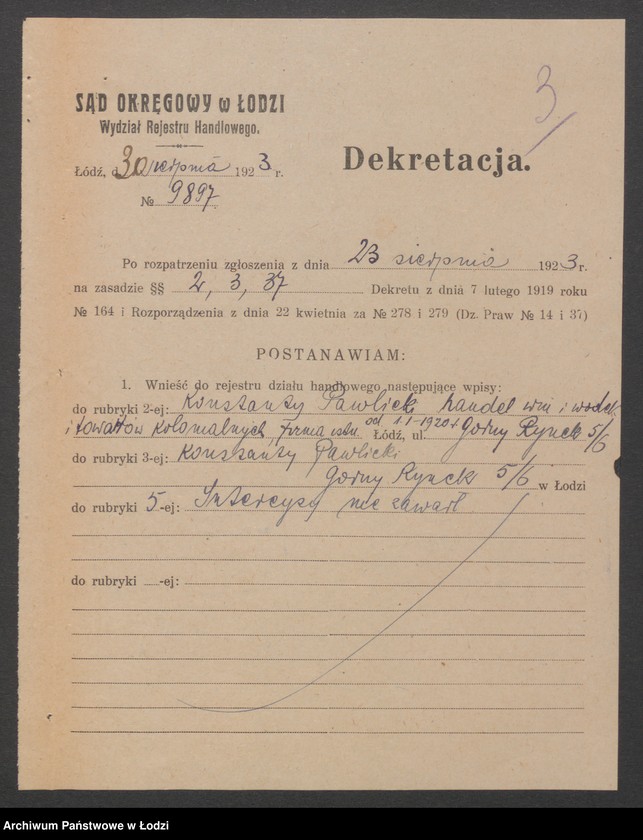 3
SĄD OKRĘGOWY w ŁODZI
Wydział Rejestru Handlowego.
Dekretacja.
Łódź, d. 30 sierpnia 1923 r.
№ 9897
Po rozpatrzeniu zgłoszenia z dnia 23 sierpnia 1923 r.
na zasadzie §§ 2, 3, 37 Dekretu z dnia 7 lutego 1919 roku
№ 164 i Rozporządzenia z dnia 22 kwietnia za № 278 i 279 (Dz. Praw № 14 i 37)
POSTANAWIAM:
1. Wnieść do rejestru działu handlowego następujące wpisy:
do rubryki 2-ej: Konstanty Pawlicki handel win i wódek
i towarów kolonialnych, firma istn. od 1.1-1920 r Łódź, ul. Górny Rynek 5/6
do rubryki 3-ej: Konstanty Pawlicki
Górny Rynek 5/6 w Łodzi
do rubryki 5-ej: Intercyzy nie zawarł
do rubryki -ej:
Archiwum Państwowe w Łodzi